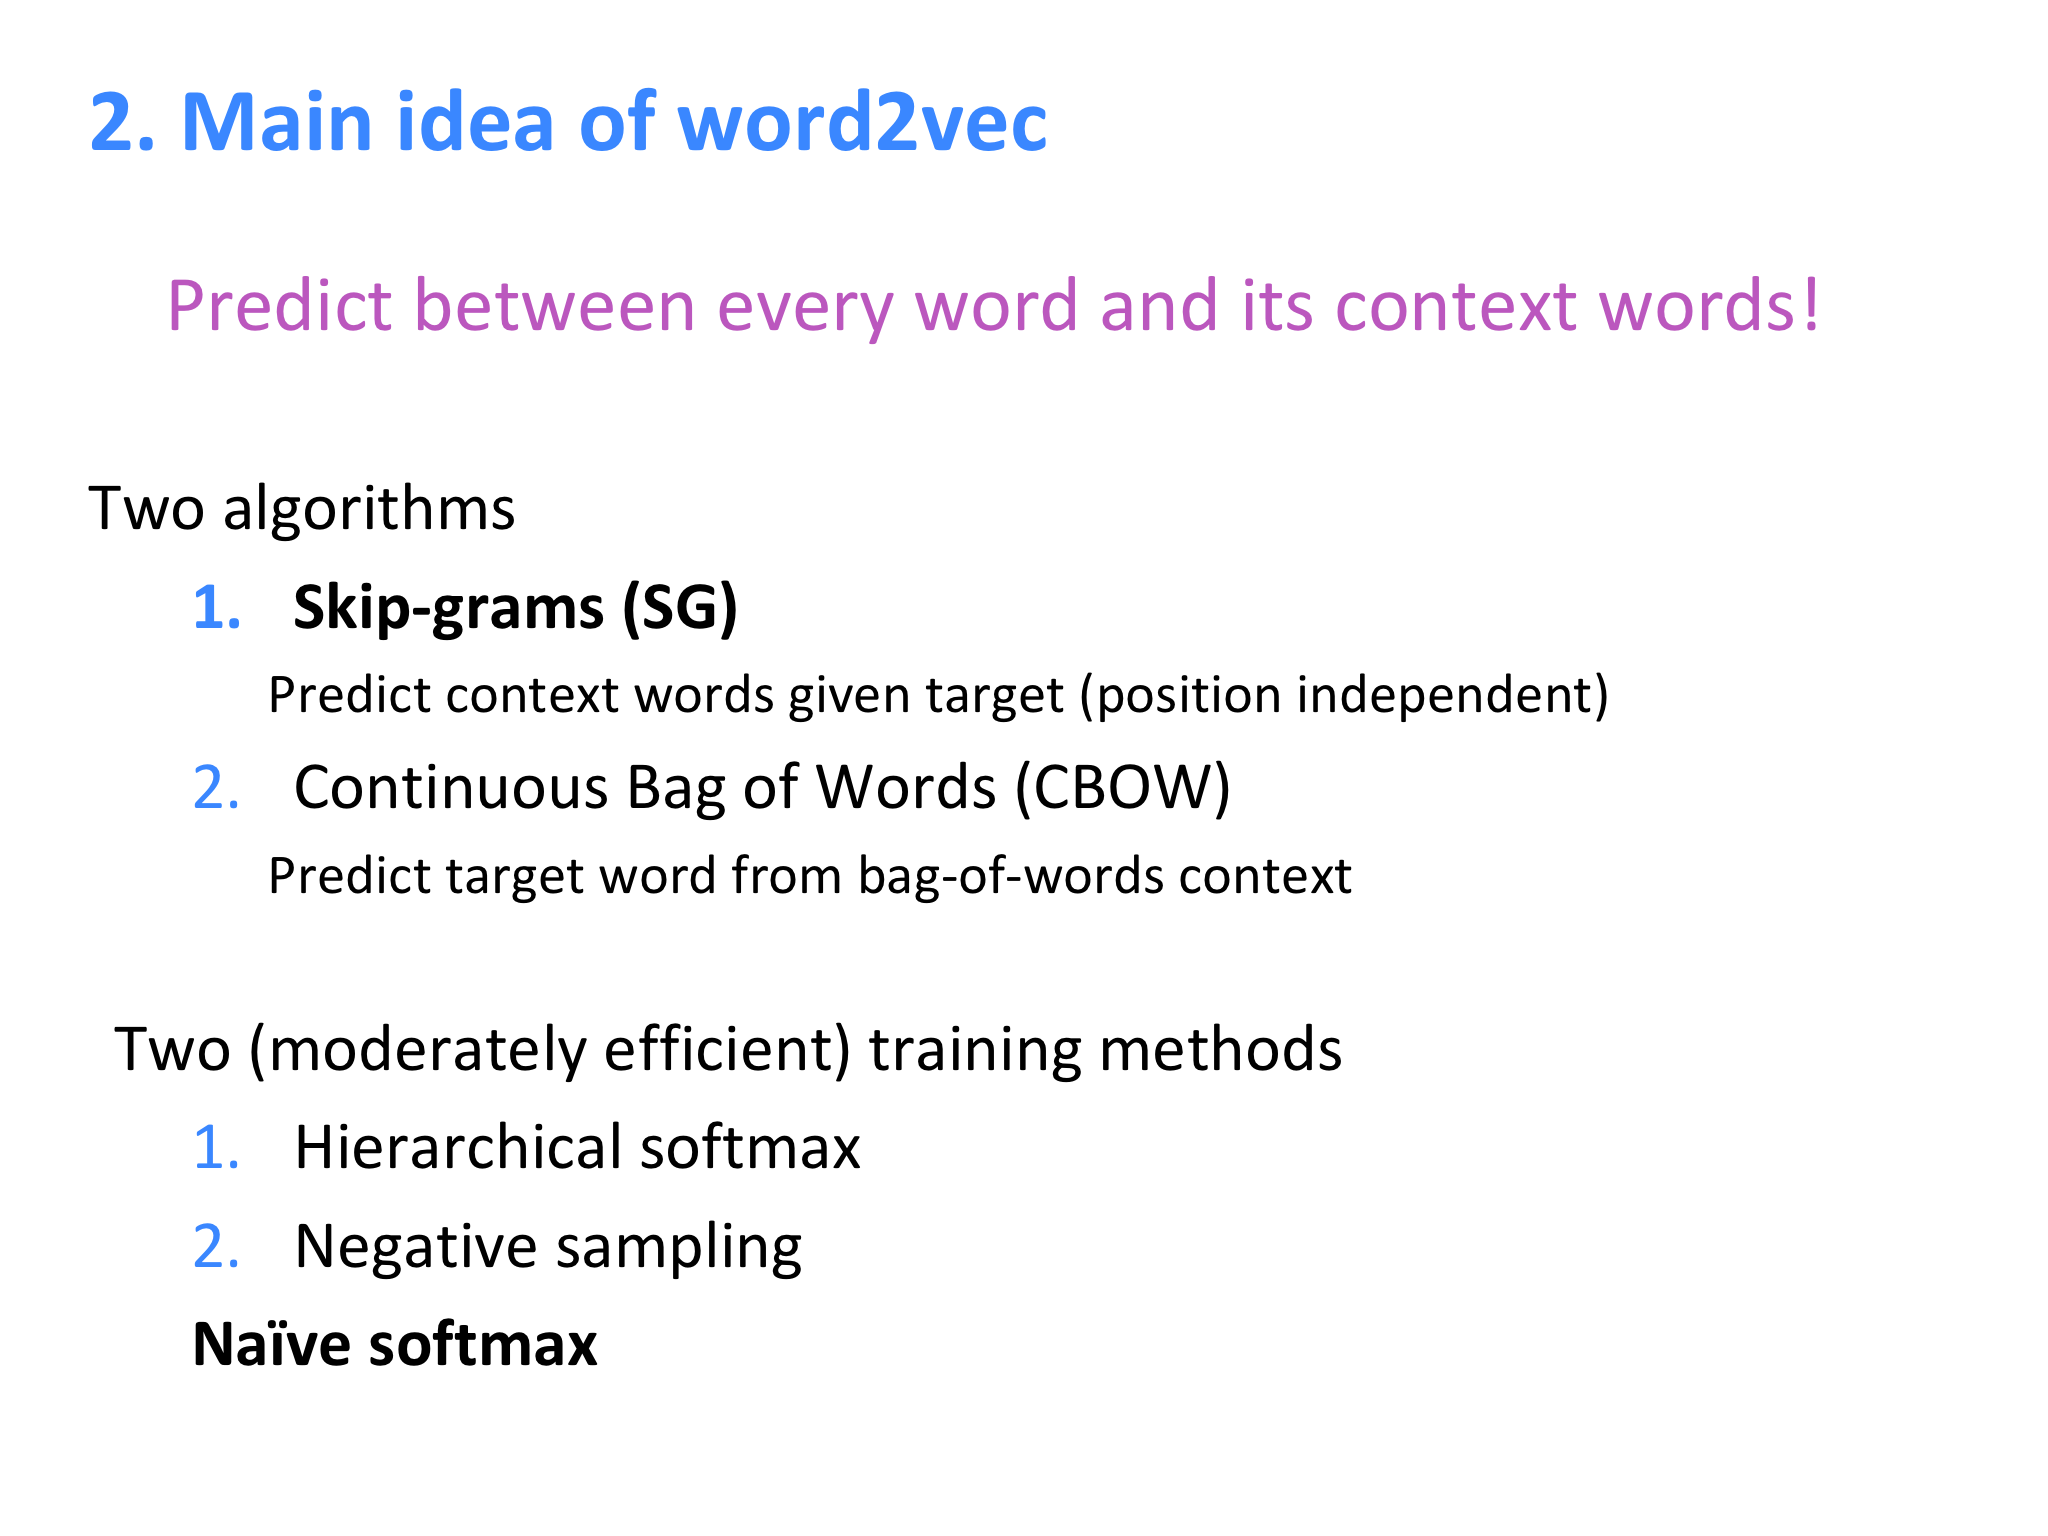 2. Main idea of word2vec
Predict between every word and its context words!
Two algorithms
1. Skip-grams (SG)
Predict context words given target (position independent)
2. Continuous Bag of Words (CBOW)
Predict target word from bag-of-words context
Two (moderately efficient) training methods
1. Hierarchical softmax
2. Negative sampling
Naïve softmax